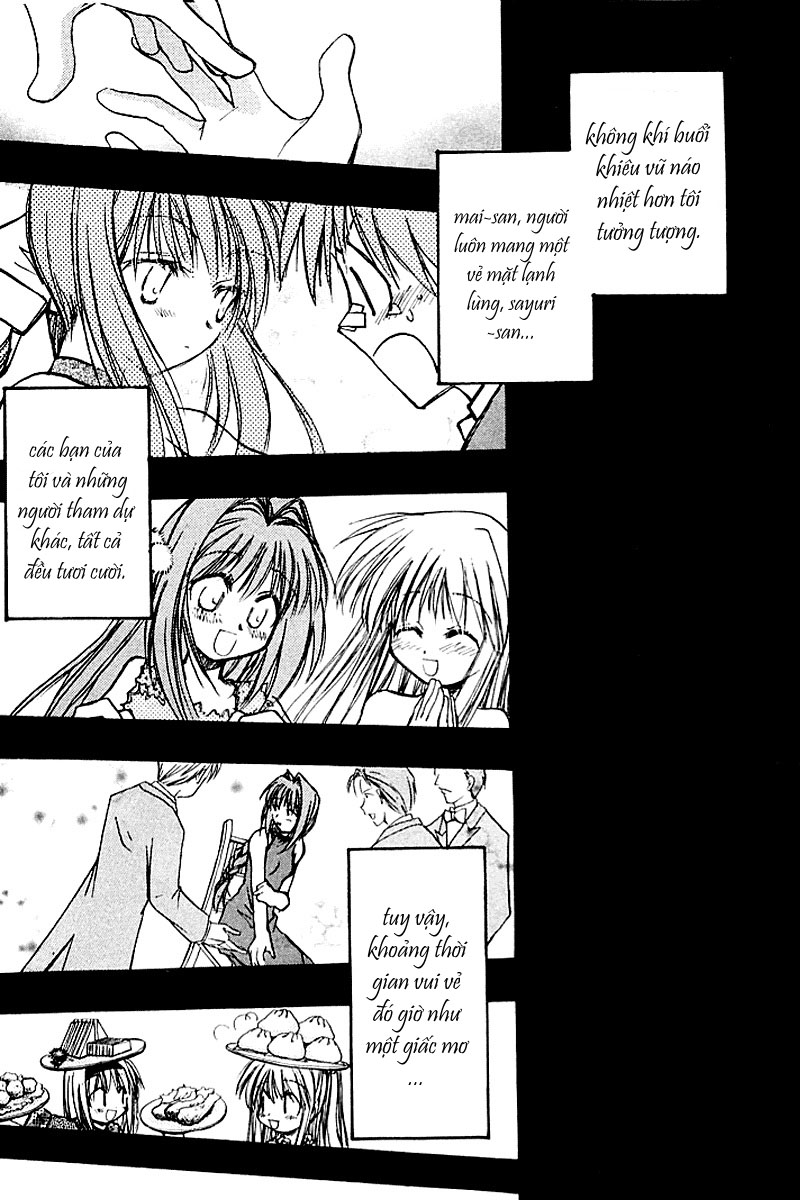 không khí buổi
khiêu vũ náo
nhiệt hơn tôi
tưởng tượng.
mai-san, người
luôn mang một
vẻ mặt lạnh
lùng, sayuri
-san...
các bạn của
tôi và những
người tham dự
khác, tất cả
đều tươi cười.
tuy vậy,
khoảng thời
gian vui vẻ
đó giờ như
một giấc mơ
...